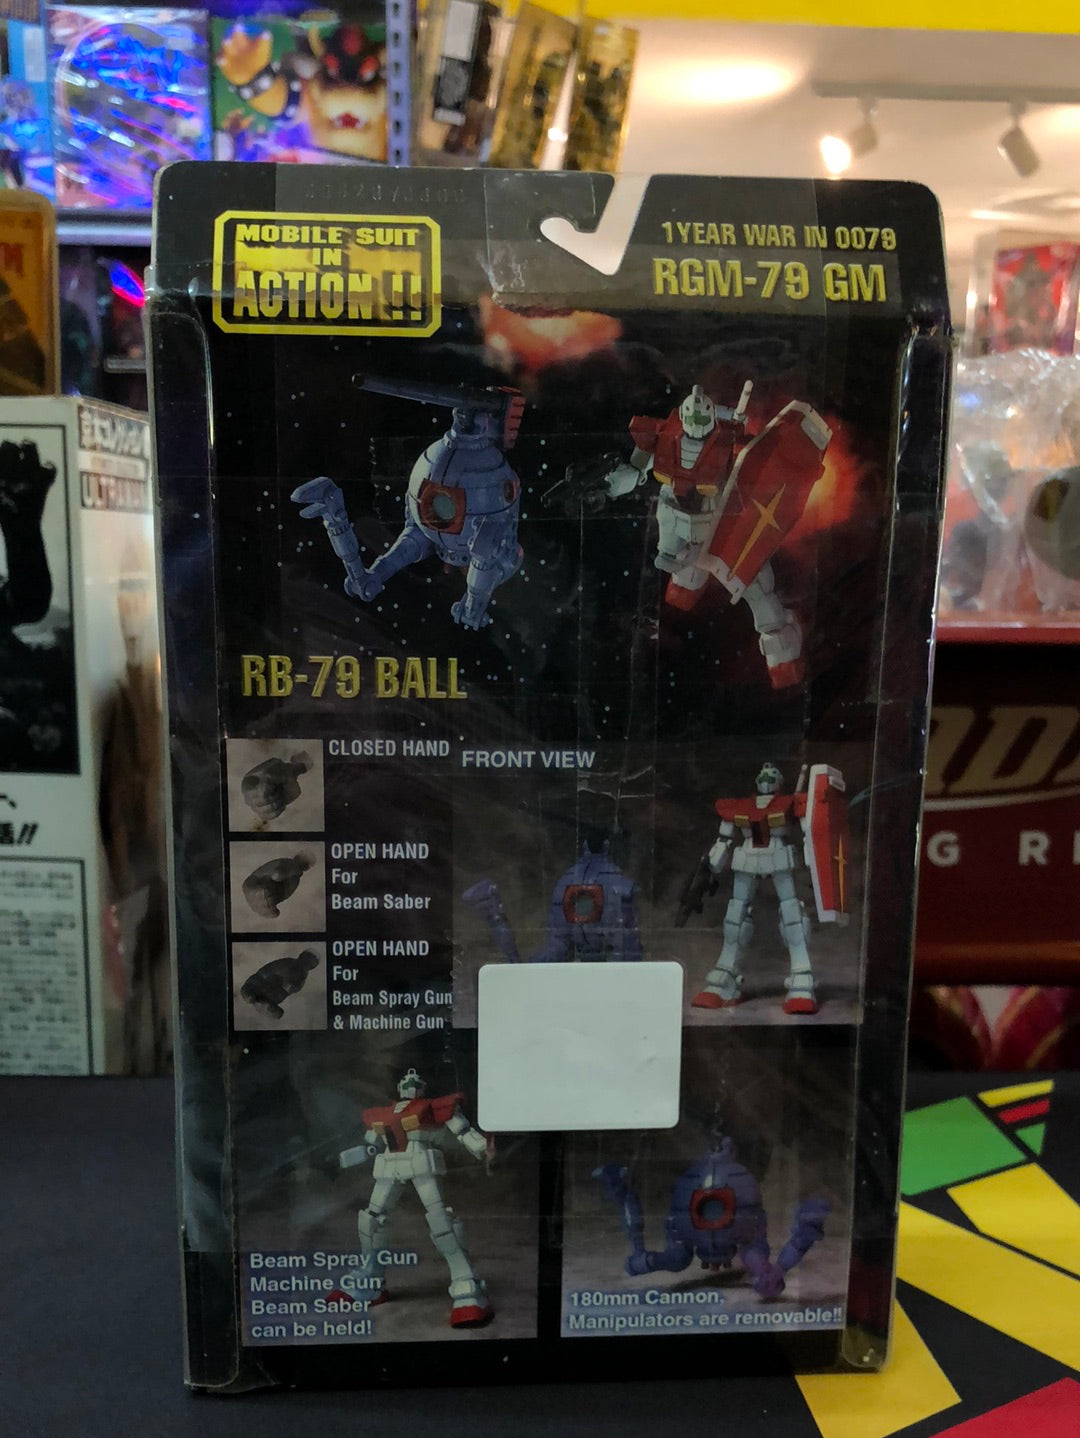 MOBILE SUIT
IN
ACTION!!
1 YEAR WAR IN 0079
RGM-79 GM
RB-79 BALL
CLOSED HAND
FRONT VIEW
OPEN HAND
For
Beam Saber
OPEN HAND
For
Beam Spray Gun
& Machine Gun
Beam Spray Gun
Machine Gun
Beam Saber
can be held!
180mm Cannon,
Manipulators are removable!!
G R